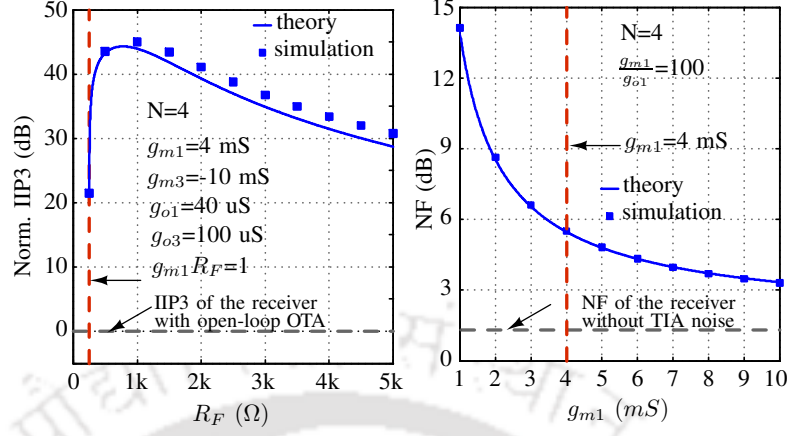 50
40
30
20
10
0
Norm. IIP3 (dB)
theory
simulation
N=4
g_{m1}=4 mS
g_{m3}=-10 mS
g_{o1}=40 uS
g_{o3}=100 uS
g_{m1}R_F=1
IIP3 of the receiver
with open-loop OTA
0 1k 2k 3k 4k 5k
R_F (Ω)
15
12
9
6
3
0
NF (dB)
N=4
g_{m1}/g_{o1}=100
g_{m1}=4 mS
theory
simulation
NF of the receiver
without TIA noise
1 2 3 4 5 6 7 8 9 10
g_{m1} (mS)